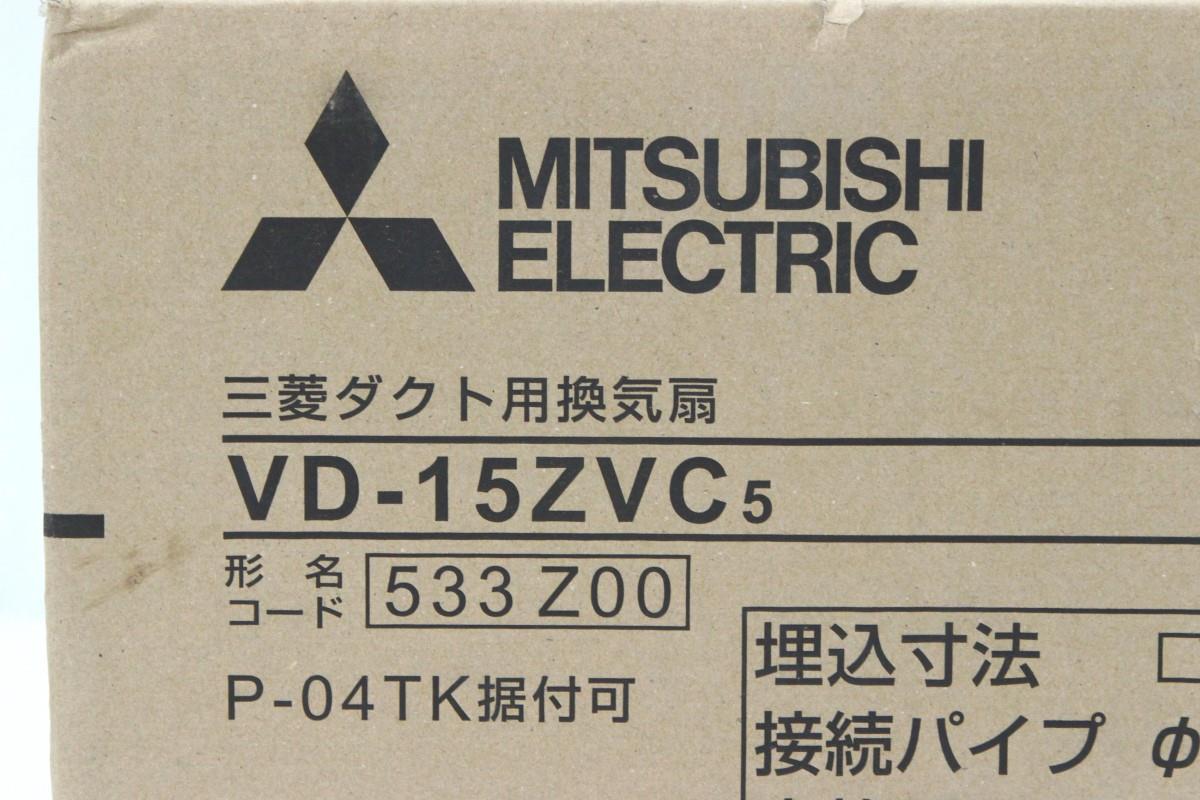 MITSUBISHI
ELECTRIC
三菱ダクト用換気扇
VD-15ZVC5
形名
コード
533 Z00
P-04TK据付可
埋込寸法 □
接続パイプ φ